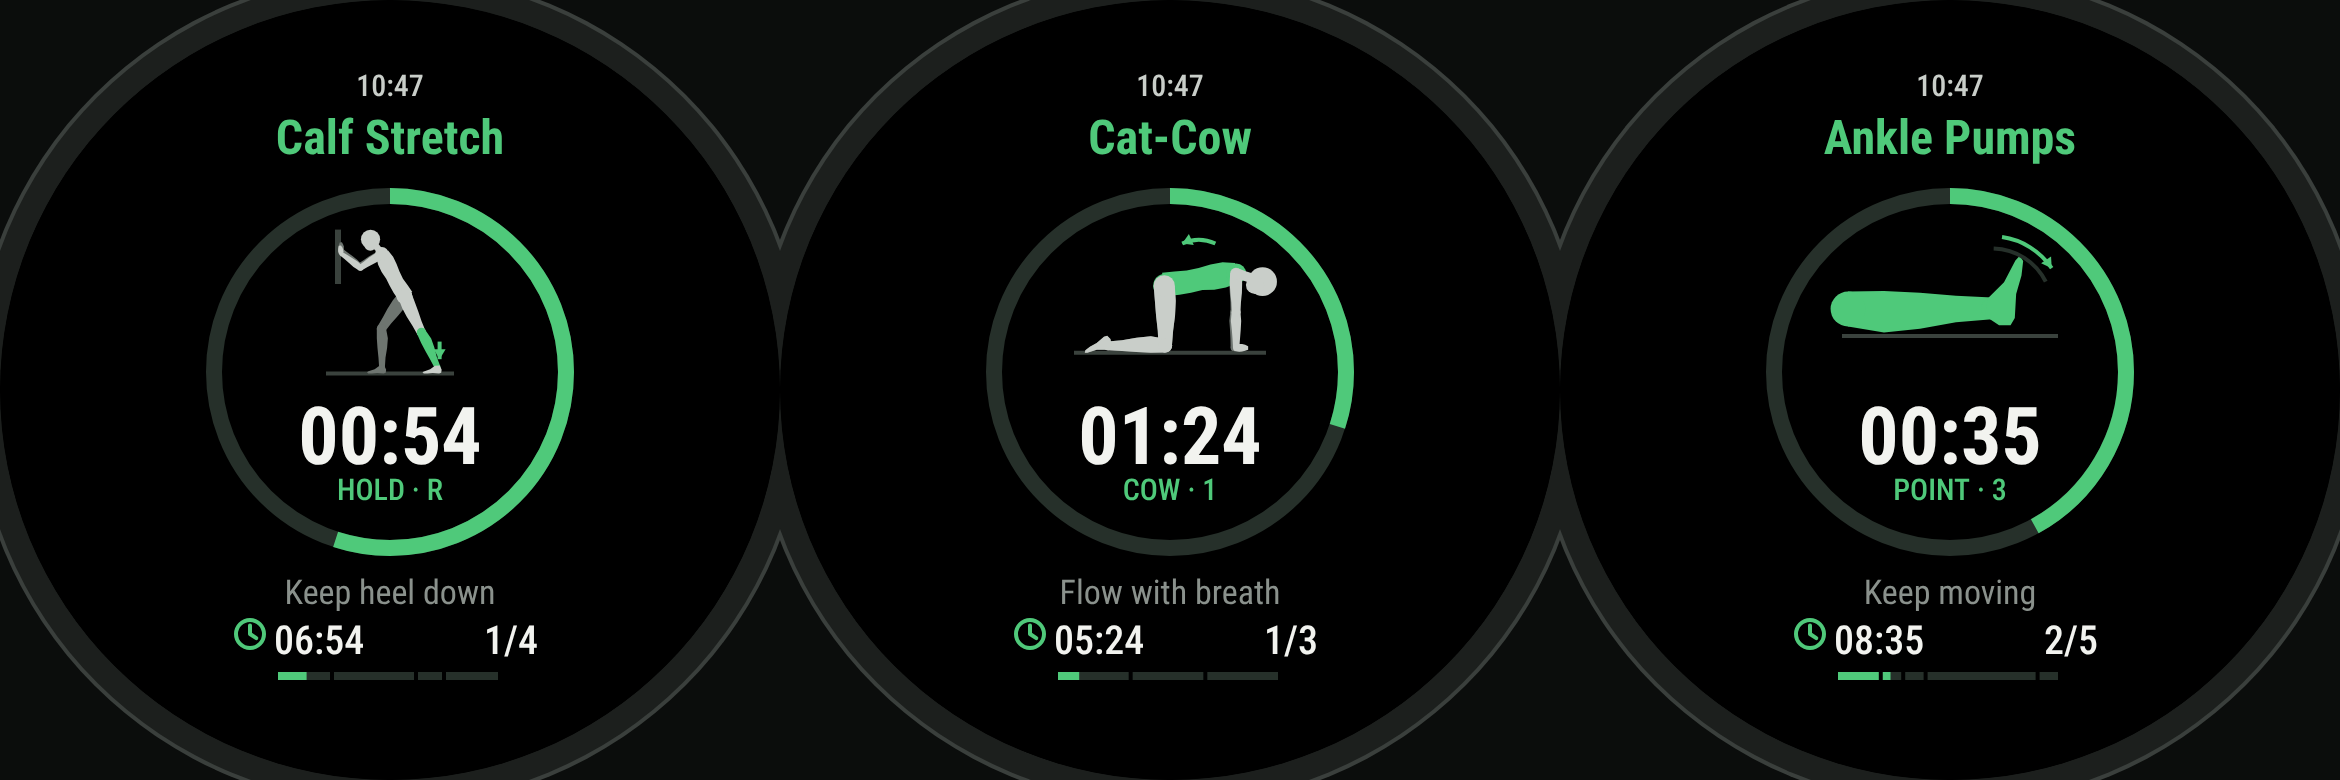 10:47
Calf Stretch
00:54
HOLD · R
Keep heel down
06:54 1/4
10:47
Cat-Cow
01:24
COW · 1
Flow with breath
05:24 1/3
10:47
Ankle Pumps
00:35
POINT · 3
Keep moving
08:35 2/5